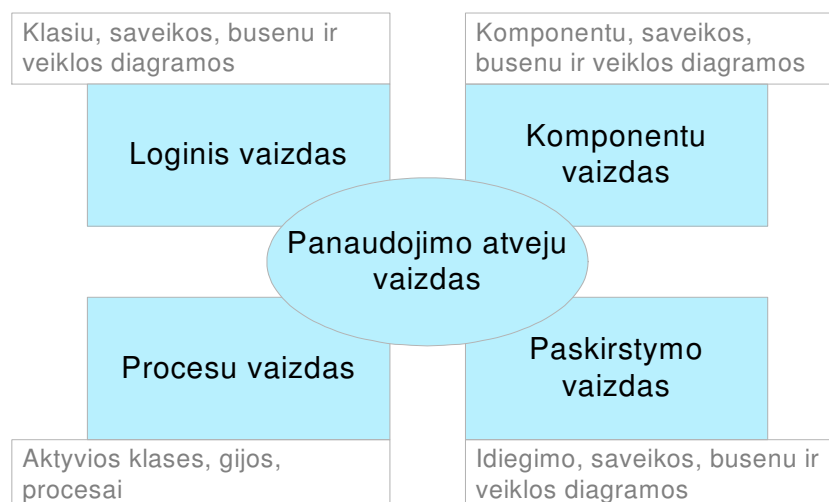 Klasiu, saveikos, busenu ir
veiklos diagramos
Komponentu, saveikos,
busenu ir veiklos diagramos
Loginis vaizdas
Komponentu
vaizdas
Panaudojimo atveju
vaizdas
Procesu vaizdas
Paskirstymo
vaizdas
Aktyvios klases, gijos,
procesai
Idiegimo, saveikos, busenu ir
veiklos diagramos